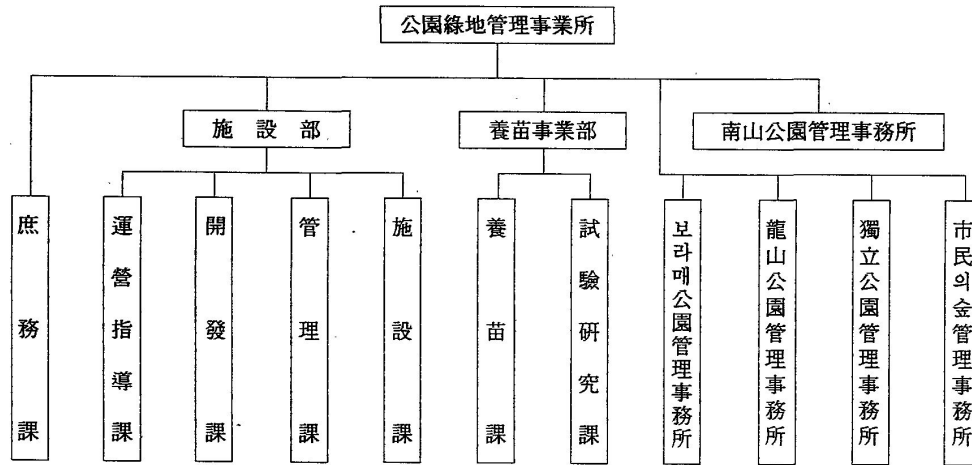 公園綠地管理事業所
施設部
養苗事業部
南山公園管理事務所
庶務課
運營指導課
開發課
管理課
施設課
養苗課
試驗研究課
보라매公園管理事務所
龍山公園管理事務所
獨立公園管理事務所
市民의숲管理事務所